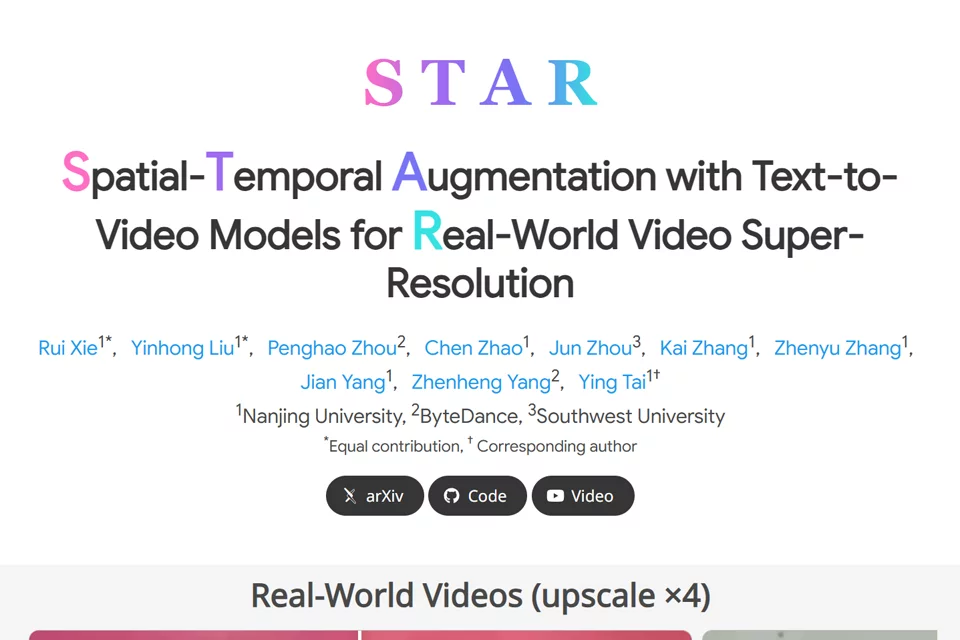 STAR
Spatial-Temporal Augmentation with Text-to-
Video Models for Real-World Video Super-
Resolution
Rui Xie1*, Yinhong Liu1*, Penghao Zhou2, Chen Zhao1, Jun Zhou3, Kai Zhang1, Zhenyu Zhang1,
Jian Yang1, Zhenheng Yang2, Ying Tai1†
1Nanjing University, 2ByteDance, 3Southwest University
*Equal contribution, † Corresponding author
arXiv Code Video
Real-World Videos (upscale ×4)